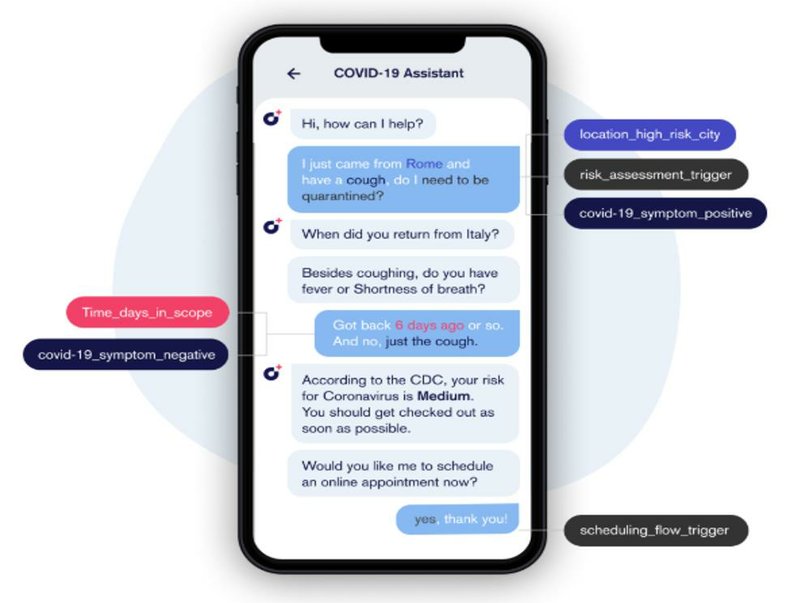 COVID-19 Assistant
Hi, how can I help?
I just came from Rome and
have a cough, do I need to be
quarantined?
location_high_risk_city
risk_assessment_trigger
covid-19_symptom_positive
When did you return from Italy?
Besides coughing, do you have
fever or Shortness of breath?
Time_days_in_scope
covid-19_symptom_negative
Got back 6 days ago or so.
And no, just the cough.
According to the CDC, your risk
for Coronavirus is Medium.
You should get checked out as
soon as possible.
Would you like me to schedule
an online appointment now?
yes, thank you!
scheduling_flow_trigger